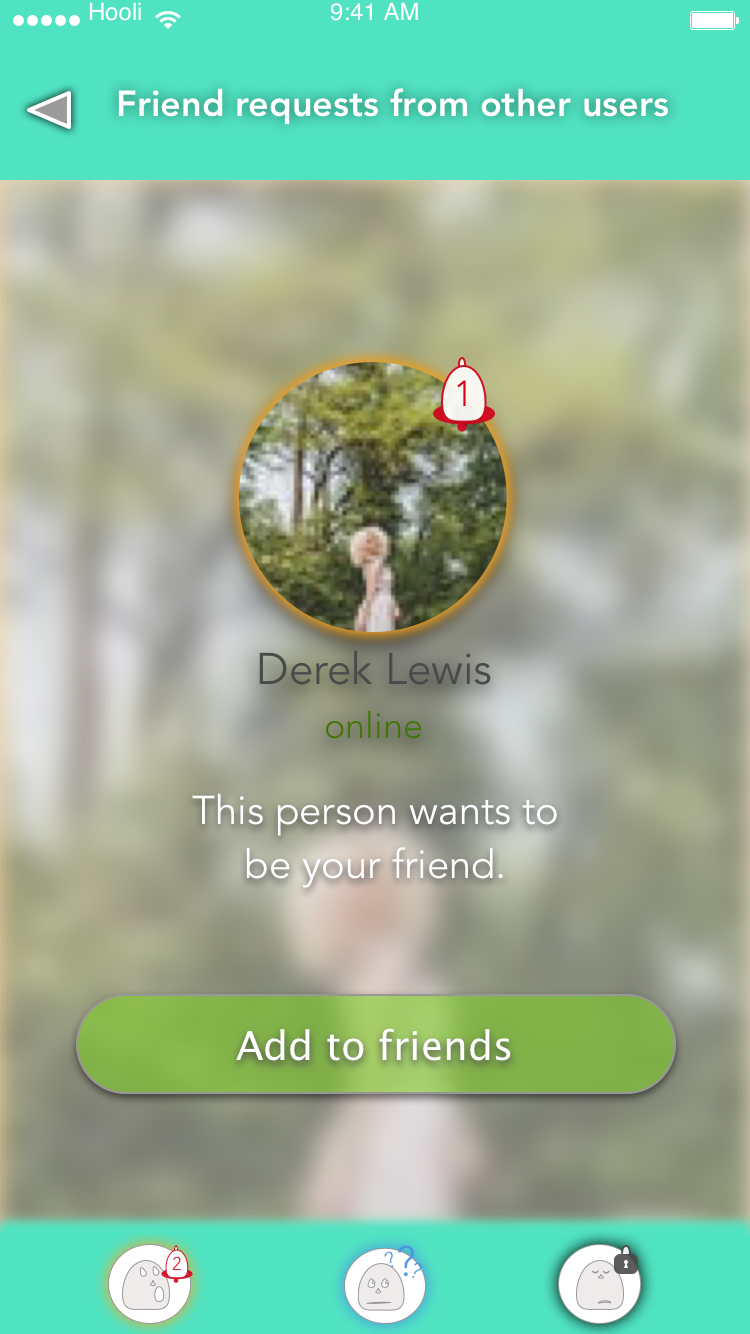 Hooli 9:41 AM
Friend requests from other users
1
Derek Lewis
online
This person wants to
be your friend.
Add to friends
2 ? ? ?